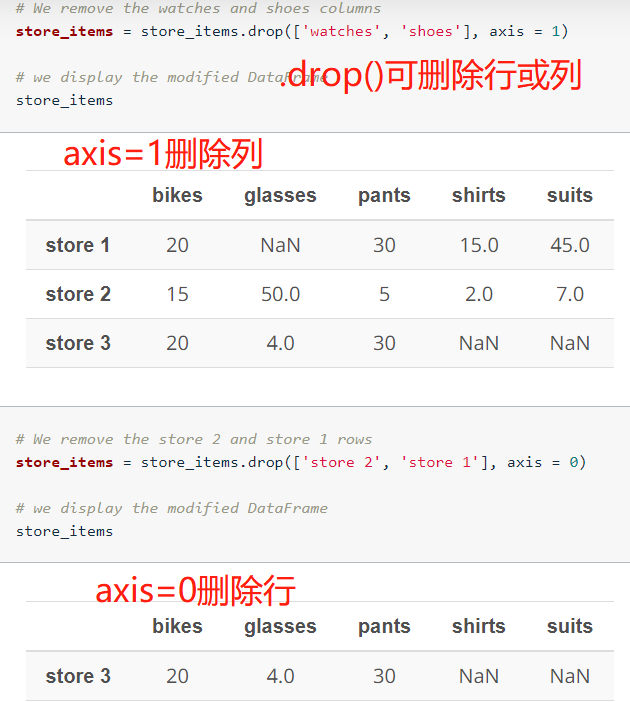 # We remove the watches and shoes columns
store_items = store_items.drop(['watches', 'shoes'], axis = 1)
# we display the modified DataFrame
.drop()可删除行或列
store_items
axis=1删除列
bikes glasses pants shirts suits
store 1 20 NaN 30 15.0 45.0
store 2 15 50.0 5 2.0 7.0
store 3 20 4.0 30 NaN NaN
# We remove the store 2 and store 1 rows
store_items = store_items.drop(['store 2', 'store 1'], axis = 0)
# we display the modified DataFrame
store_items
axis=0删除行
bikes glasses pants shirts suits
store 3 20 4.0 30 NaN NaN